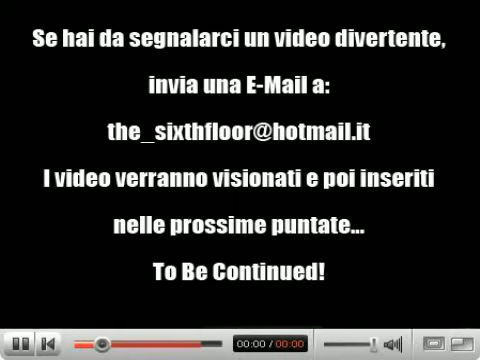 Se hai da segnalarci un video divertente,
invia una E-Mail a:
the_sixthfloor@hotmail.it
I video verranno visionati e poi inseriti
nelle prossime puntate...
To Be Continued!
00:00 / 00:00